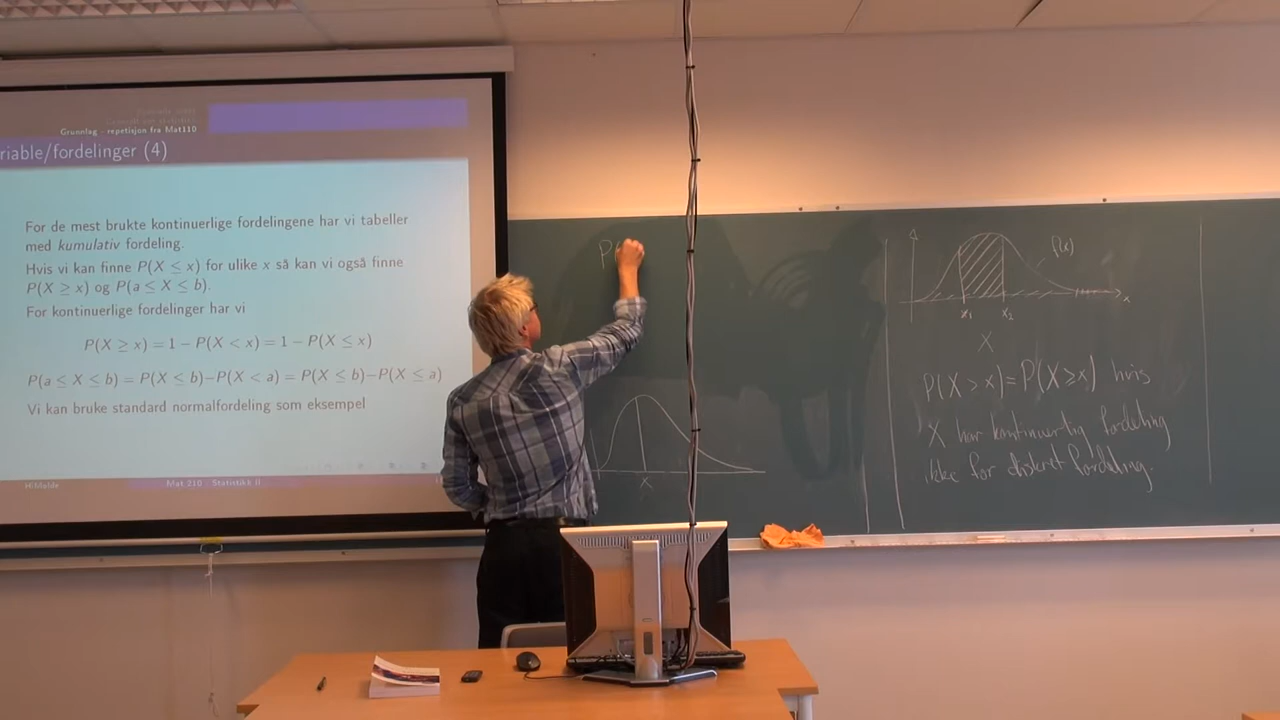 Grunnlag - repetisjon fra Mat110
riable/fordelinger (4)
For de mest brukte kontinuerlige fordelingene har vi tabeller
med kumulativ fordeling.
Hvis vi kan finne P(X ≤ x) for ulike x så kan vi også finne
P(X ≥ x) og P(a ≤ X ≤ b).
For kontinuerlige fordelinger har vi
P(X ≥ x) = 1 − P(X < x) = 1 − P(X ≤ x)
P(a ≤ X ≤ b) = P(X ≤ b)−P(X < a) = P(X ≤ b)−P(X ≤ a)
Vi kan bruke standard normalfordeling som eksempel
HiMolde
Mat 210 - Statistikk II
P(
x
f(x)
x
x₁ x₂
X
P(X > x) = P(X ≥ x) hvis
X har kontinuerlig fordeling
ikke for diskret fordeling.